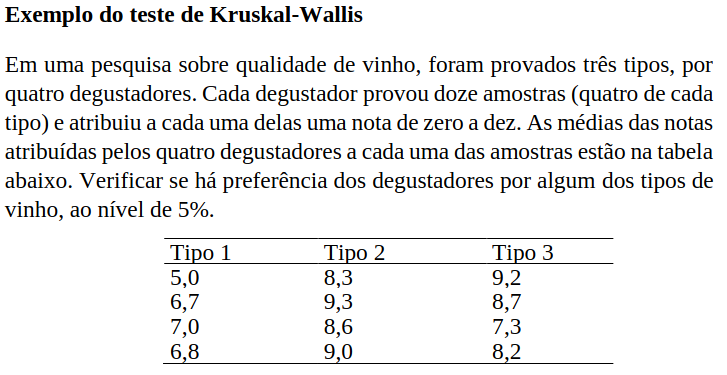 Exemplo do teste de Kruskal-Wallis
Em uma pesquisa sobre qualidade de vinho, foram provados três tipos, por
quatro degustadores. Cada degustador provou doze amostras (quatro de cada
tipo) e atribuiu a cada uma delas uma nota de zero a dez. As médias das notas
atribuídas pelos quatro degustadores a cada uma das amostras estão na tabela
abaixo. Verificar se há preferência dos degustadores por algum dos tipos de
vinho, ao nível de 5%.
Tipo 1 Tipo 2 Tipo 3
5,0 8,3 9,2
6,7 9,3 8,7
7,0 8,6 7,3
6,8 9,0 8,2